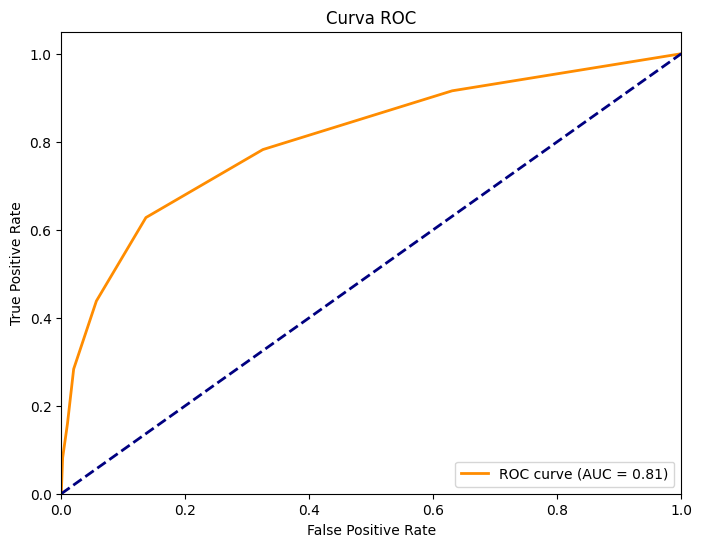 Curva ROC
1.0
0.8
0.6
0.4
0.2
0.0
True Positive Rate
0.0 0.2 0.4 0.6 0.8 1.0
False Positive Rate
ROC curve (AUC = 0.81)